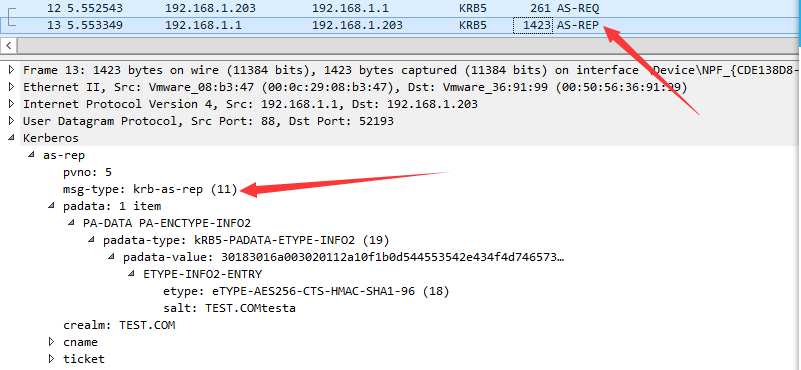 12 5.552543 192.168.1.203 192.168.1.1 KRB5 261 AS-REQ
13 5.553349 192.168.1.1 192.168.1.203 KRB5 1423 AS-REP
Frame 13: 1423 bytes on wire (11384 bits), 1423 bytes captured (11384 bits) on interface \Device\NPF_{CDE138D8-
Ethernet II, Src: Vmware_08:b3:47 (00:0c:29:08:b3:47), Dst: Vmware_36:91:99 (00:50:56:36:91:99)
Internet Protocol Version 4, Src: 192.168.1.1, Dst: 192.168.1.203
User Datagram Protocol, Src Port: 88, Dst Port: 52193
Kerberos
as-rep
pvno: 5
msg-type: krb-as-rep (11)
padata: 1 item
PA-DATA PA-ENCTYPE-INFO2
padata-type: kRB5-PADATA-ETYPE-INFO2 (19)
padata-value: 30183016a003020112a10f1b0d544553542e434f4d746573…
ETYPE-INFO2-ENTRY
etype: eTYPE-AES256-CTS-HMAC-SHA1-96 (18)
salt: TEST.COMtesta
crealm: TEST.COM
cname
ticket